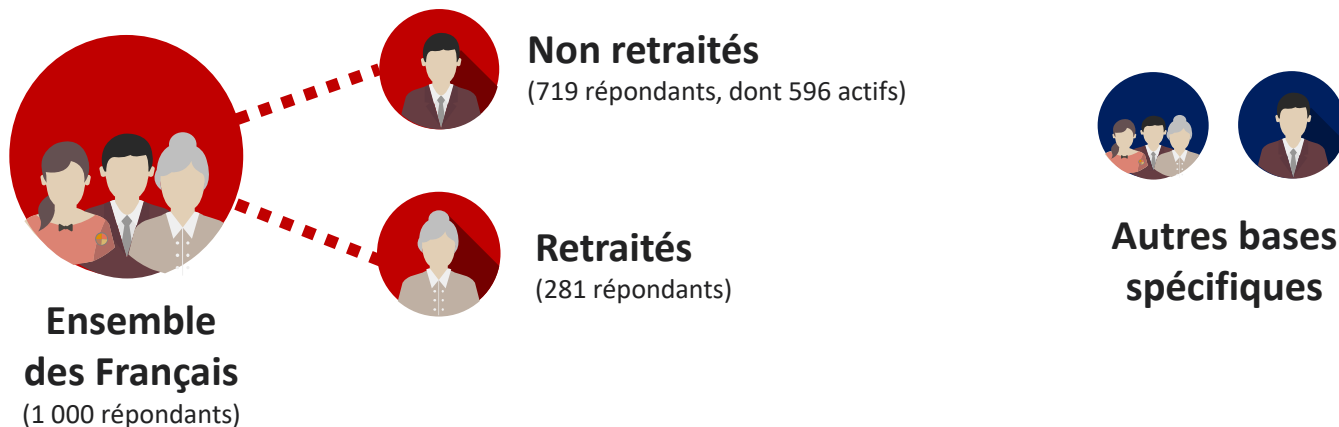 Non retraités
(719 répondants, dont 596 actifs)
Retraités
(281 répondants)
Ensemble
des Français
(1 000 répondants)
Autres bases
spécifiques